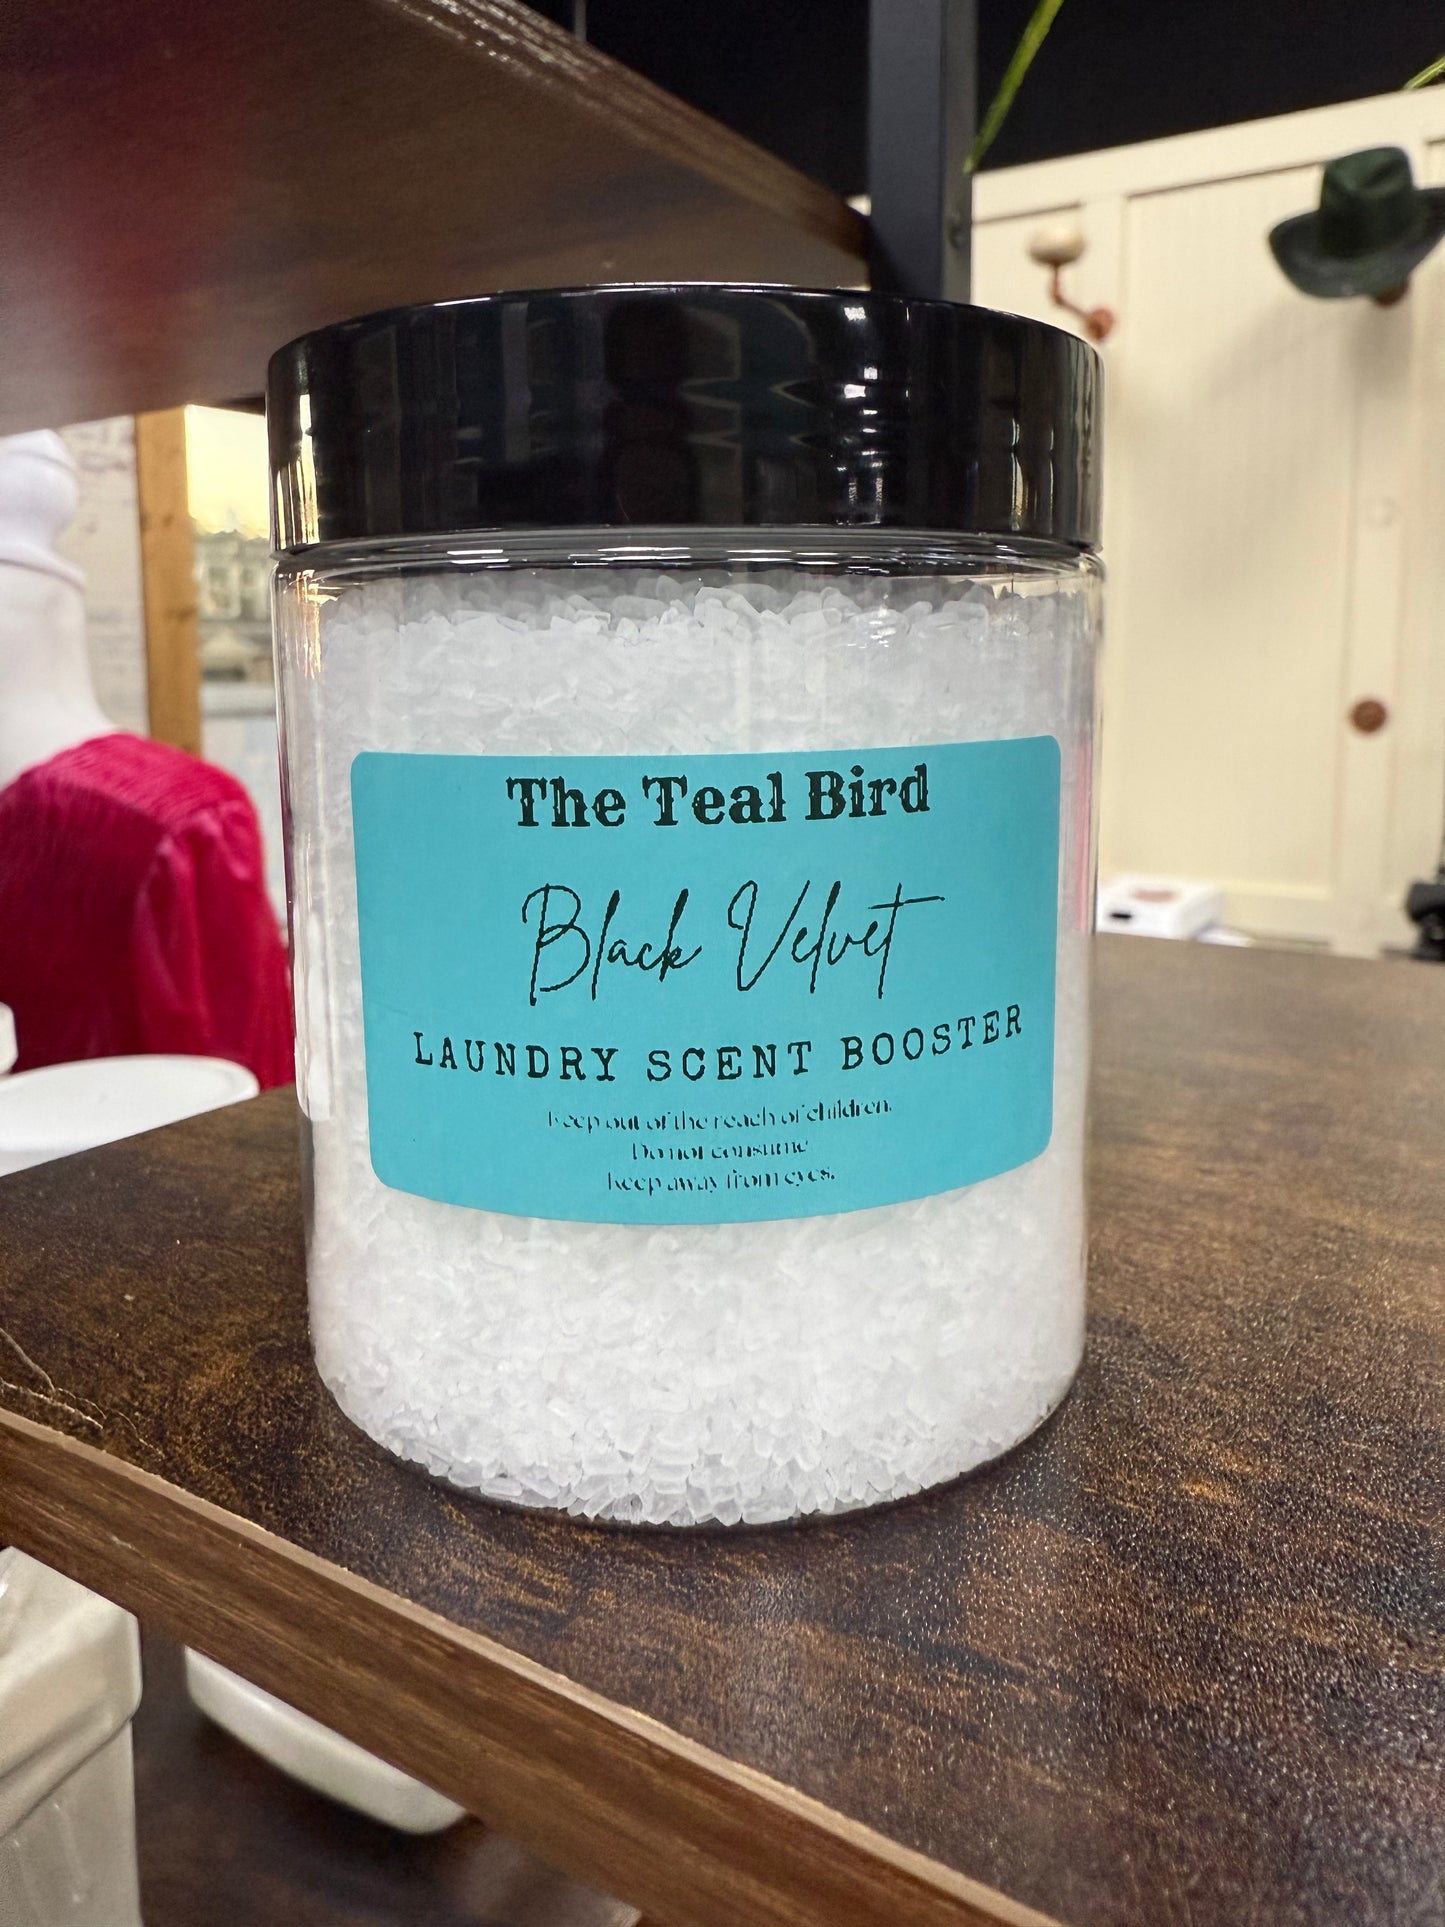 The Teal Bird
Black Velvet
LAUNDRY SCENT BOOSTER
Keep out of the reach of children.
Do not consume
Keep away from eyes.